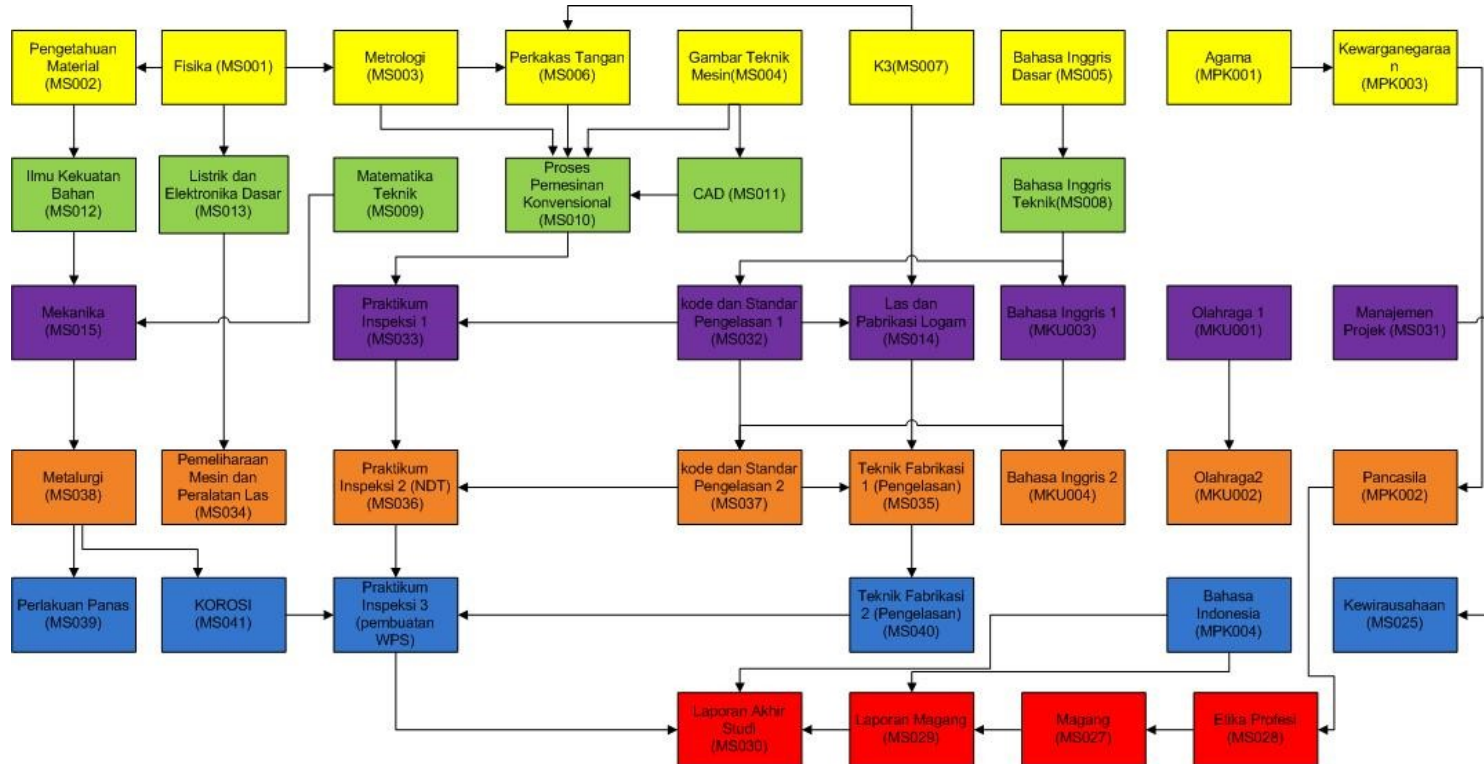 Pengetahuan
Material
(MS002)
Fisika (MS001)
Metrologi
(MS003)
Perkakas Tangan
(MS006)
Gambar Teknik
Mesin(MS004)
K3(MS007)
Bahasa Inggris
Dasar (MS005)
Agama
(MPK001)
Kewarganegaraa
n
(MPK003)
Ilmu Kekuatan
Bahan
(MS012)
Listrik dan
Elektronika Dasar
(MS013)
Matematika
Teknik
(MS009)
Proses
Pemesinan
Konvensional
(MS010)
CAD (MS011)
Bahasa Inggris
Teknik(MS008)
Mekanika
(MS015)
Praktikum
Inspeksi 1
(MS033)
kode dan Standar
Pengelasan 1
(MS032)
Las dan
Pabrikasi Logam
(MS014)
Bahasa Inggris 1
(MKU003)
Olahraga 1
(MKU001)
Manajemen
Projek (MS031)
Metalurgi
(MS038)
Pemeliharaan
Mesin dan
Peralatan Las
(MS034)
Praktikum
Inspeksi 2 (NDT)
(MS036)
kode dan Standar
Pengelasan 2
(MS037)
Teknik Fabrikasi
1 (Pengelasan)
(MS035)
Bahasa Inggris 2
(MKU004)
Olahraga2
(MKU002)
Pancasila
(MPK002)
Perlakuan Panas
(MS039)
KOROSI
(MS041)
Praktikum
Inspeksi 3
(pembuatan
WPS)
Teknik Fabrikasi
2 (Pengelasan)
(MS040)
Bahasa
Indonesia
(MPK004)
Kewirausahaan
(MS025)
Laporan Akhir
Studi
(MS030)
Laporan Magang
(MS029)
Magang
(MS027)
Etika Profesi
(MS028)